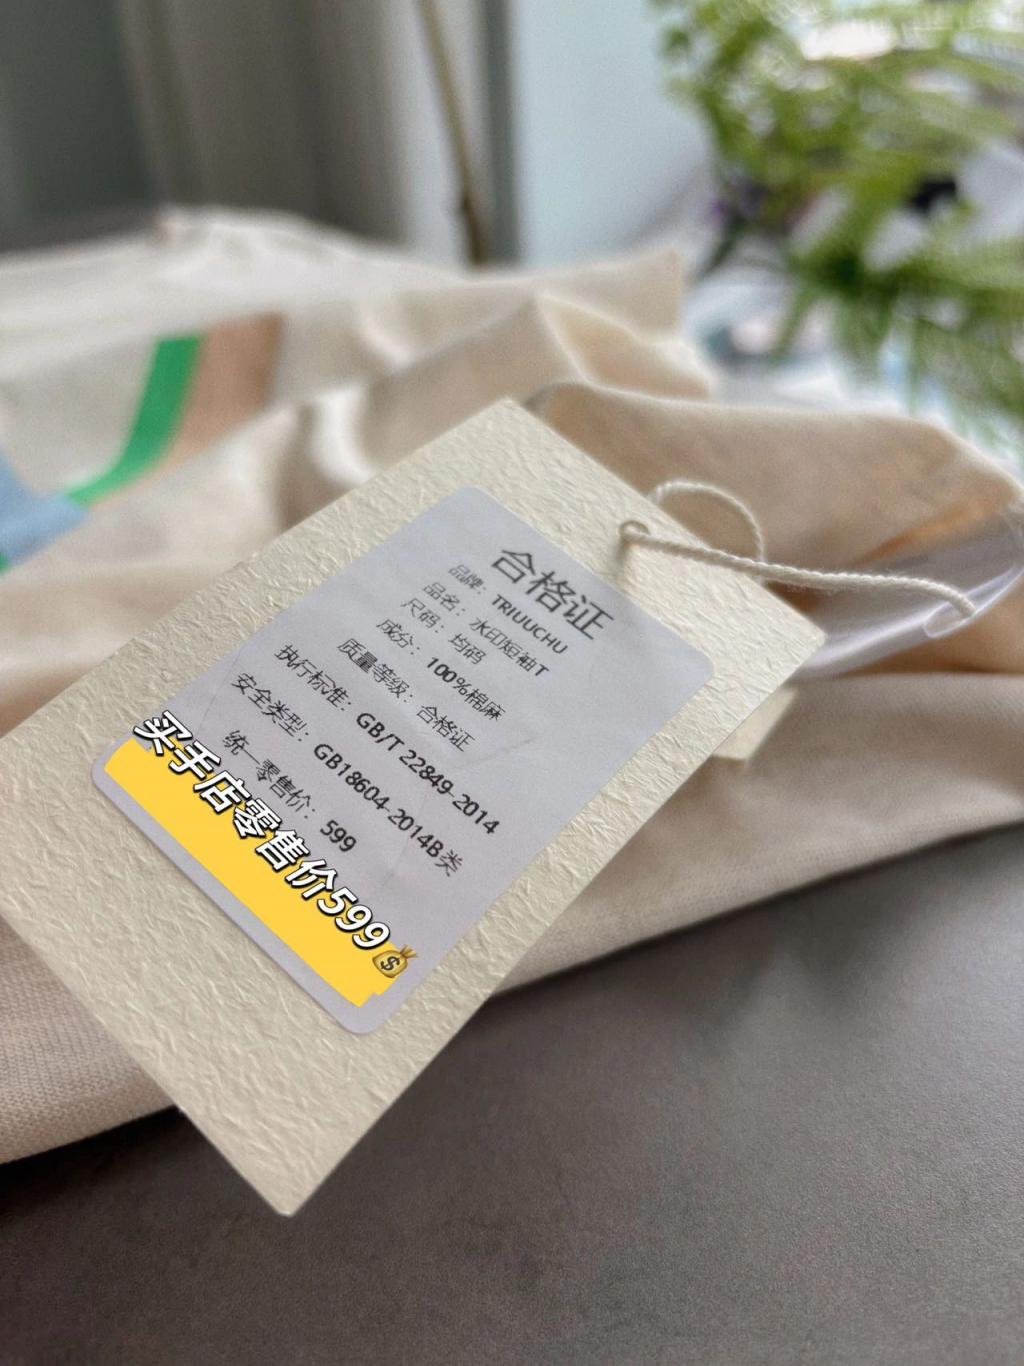 合格证
品牌：TRIUUCHU
品名：水印短袖T
尺码：均码
成分：100%棉麻
质量等级：合格证
执行标准：GB/T 22849-2014
安全类型：GB18604-2014B类
统一零售价：599
买手店零售价599